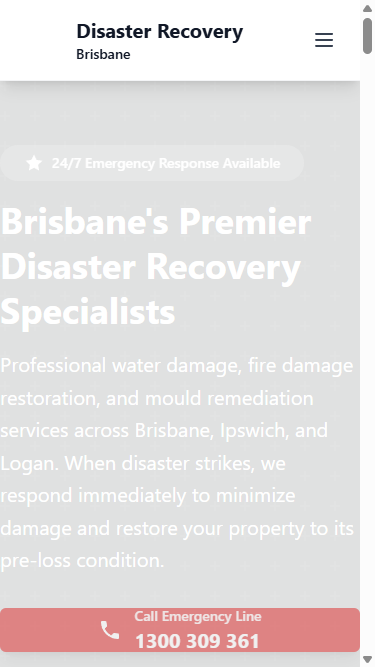 Disaster Recovery
Brisbane
24/7 Emergency Response Available
Brisbane's Premier
Disaster Recovery
Specialists
Professional water damage, fire damage
restoration, and mould remediation
services across Brisbane, Ipswich, and
Logan. When disaster strikes, we
respond immediately to minimize
damage and restore your property to its
pre-loss condition.
Call Emergency Line
1300 309 361